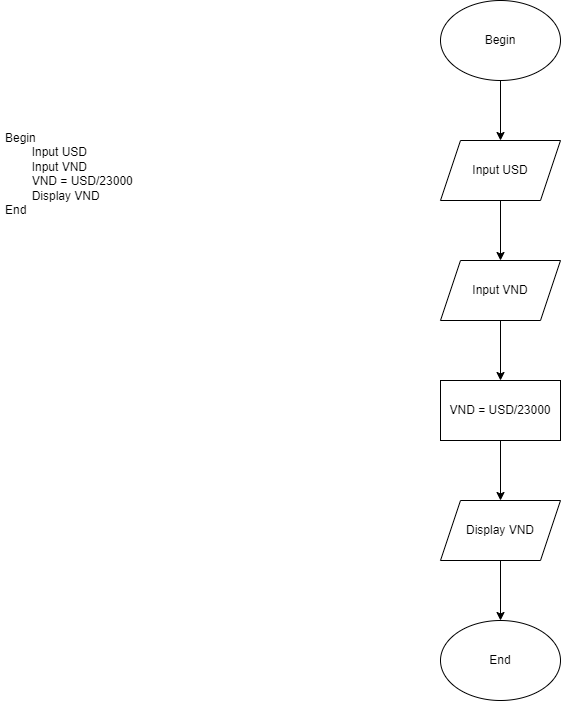 Begin
Input USD
Input VND
VND = USD/23000
Display VND
End
Begin
Input USD
Input VND
VND = USD/23000
Display VND
End